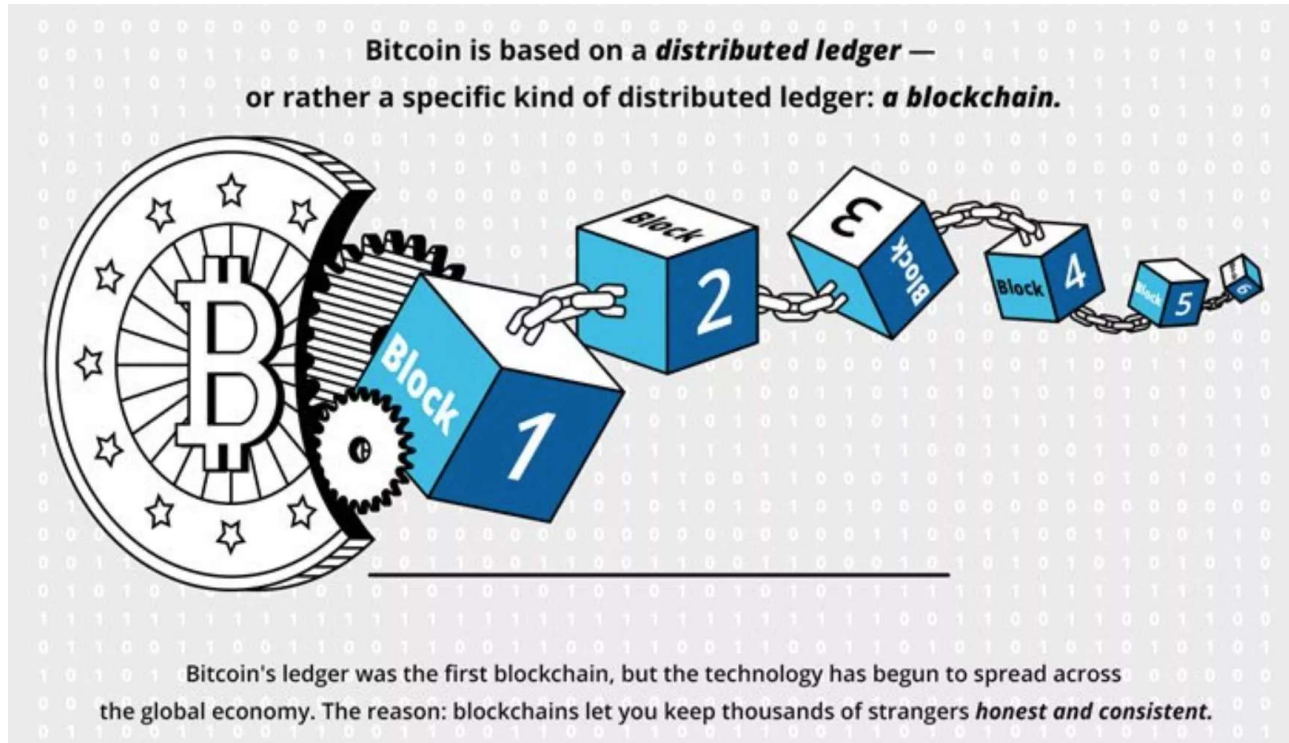 Bitcoin is based on a distributed ledger —
or rather a specific kind of distributed ledger: a blockchain.
Block
1
Block
2
3
Block
Block
4
Block
5
6
Bitcoin's ledger was the first blockchain, but the technology has begun to spread across
the global economy. The reason: blockchains let you keep thousands of strangers honest and consistent.